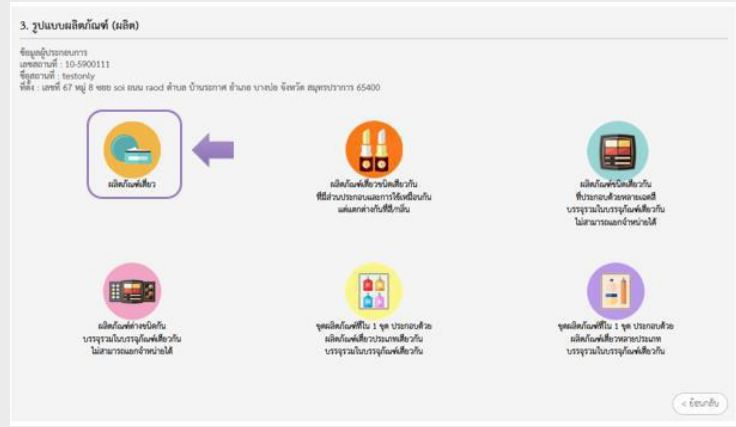 3. รูปแบบผลิตภัณฑ์ (ผลิต)
ข้อมูลผู้ประกอบการ
เลขสถานที่ : 10-5900111
ชื่อสถานที่ : testonly
ที่ตั้ง : เลขที่ 67 หมู่ 8 ซอย soi ถนน raod ตำบล บ้านระกาศ อำเภอ บางบ่อ จังหวัด สมุทรปราการ 65400
ผลิตภัณฑ์เดี่ยว
ผลิตภัณฑ์เดี่ยวชนิดเดียวกัน
ที่มีส่วนประกอบและการใช้เหมือนกัน
แต่แตกต่างกันที่สี/กลิ่น
ผลิตภัณฑ์ชนิดเดียวกัน
ที่ประกอบด้วยหลายเฉดสี
บรรจุรวมในบรรจุภัณฑ์เดียวกัน
ไม่สามารถแยกจำหน่ายได้
ผลิตภัณฑ์ต่างชนิดกัน
บรรจุรวมในบรรจุภัณฑ์เดียวกัน
ไม่สามารถแยกจำหน่ายได้
ชุดผลิตภัณฑ์ที่ใน 1 ชุด ประกอบด้วย
ผลิตภัณฑ์เดี่ยวประเภทเดียวกัน
บรรจุรวมในบรรจุภัณฑ์เดียวกัน
ชุดผลิตภัณฑ์ที่ใน 1 ชุด ประกอบด้วย
ผลิตภัณฑ์เดี่ยวหลายประเภท
บรรจุรวมในบรรจุภัณฑ์เดียวกัน
< ย้อนกลับ